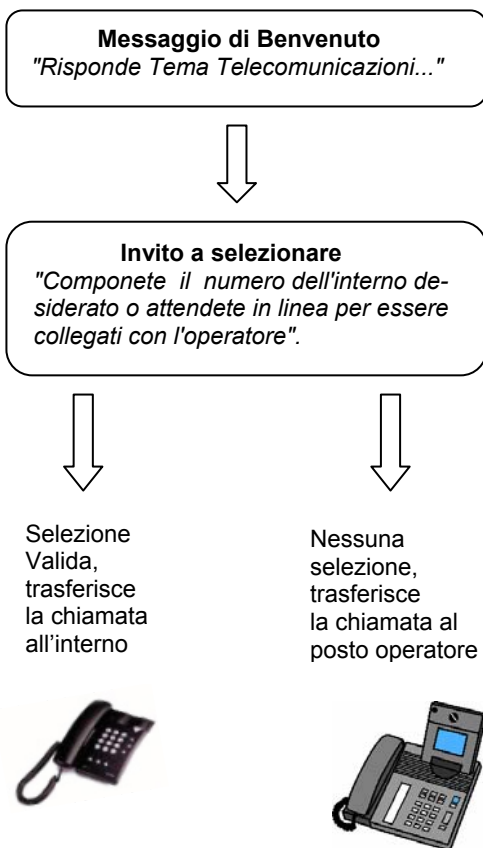 Messaggio di Benvenuto
"Risponde Tema Telecomunicazioni..."
Invito a selezionare
"Componete il numero dell'interno de-
siderato o attendete in linea per essere
collegati con l'operatore".
Selezione
Valida,
trasferisce
la chiamata
all'interno
Nessuna
selezione,
trasferisce
la chiamata al
posto operatore